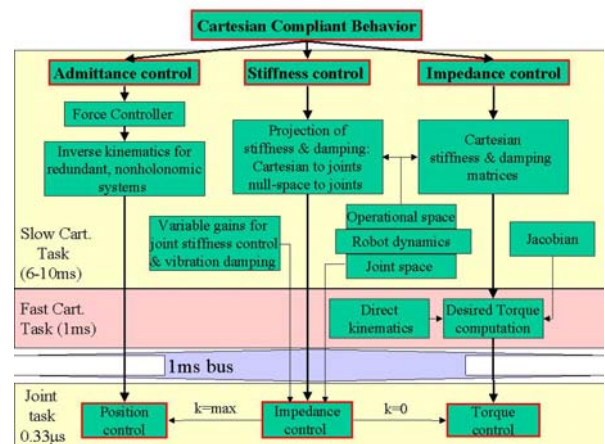 Cartesian Compliant Behavior
Admittance control
Stiffness control
Impedance control
Force Controller
Inverse kinematics for
redundant, nonholonomic
systems
Projection of
stiffness & damping:
Cartesian to joints
null-space to joints
Cartesian
stiffness & damping
matrices
Variable gains for
joint stiffness control
& vibration damping
Operational space
Robot dynamics
Joint space
Jacobian
Slow Cart.
Task
(6-10ms)
Fast Cart.
Task (1ms)
Direct
kinematics
Desired Torque
computation
1ms bus
Joint
task
0.33µs
Position
control
k=max
Impedance
control
k=0
Torque
control